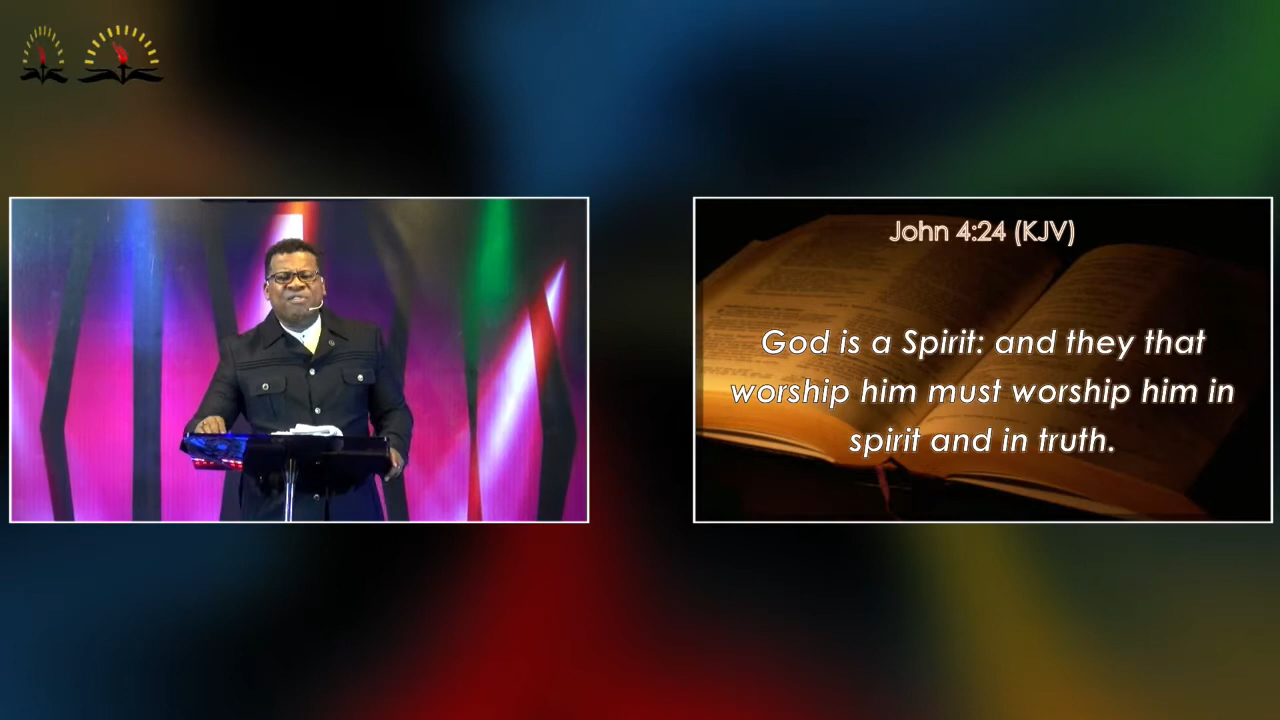 John 4:24 (KJV)
God is a Spirit: and they that
worship him must worship him in
spirit and in truth.